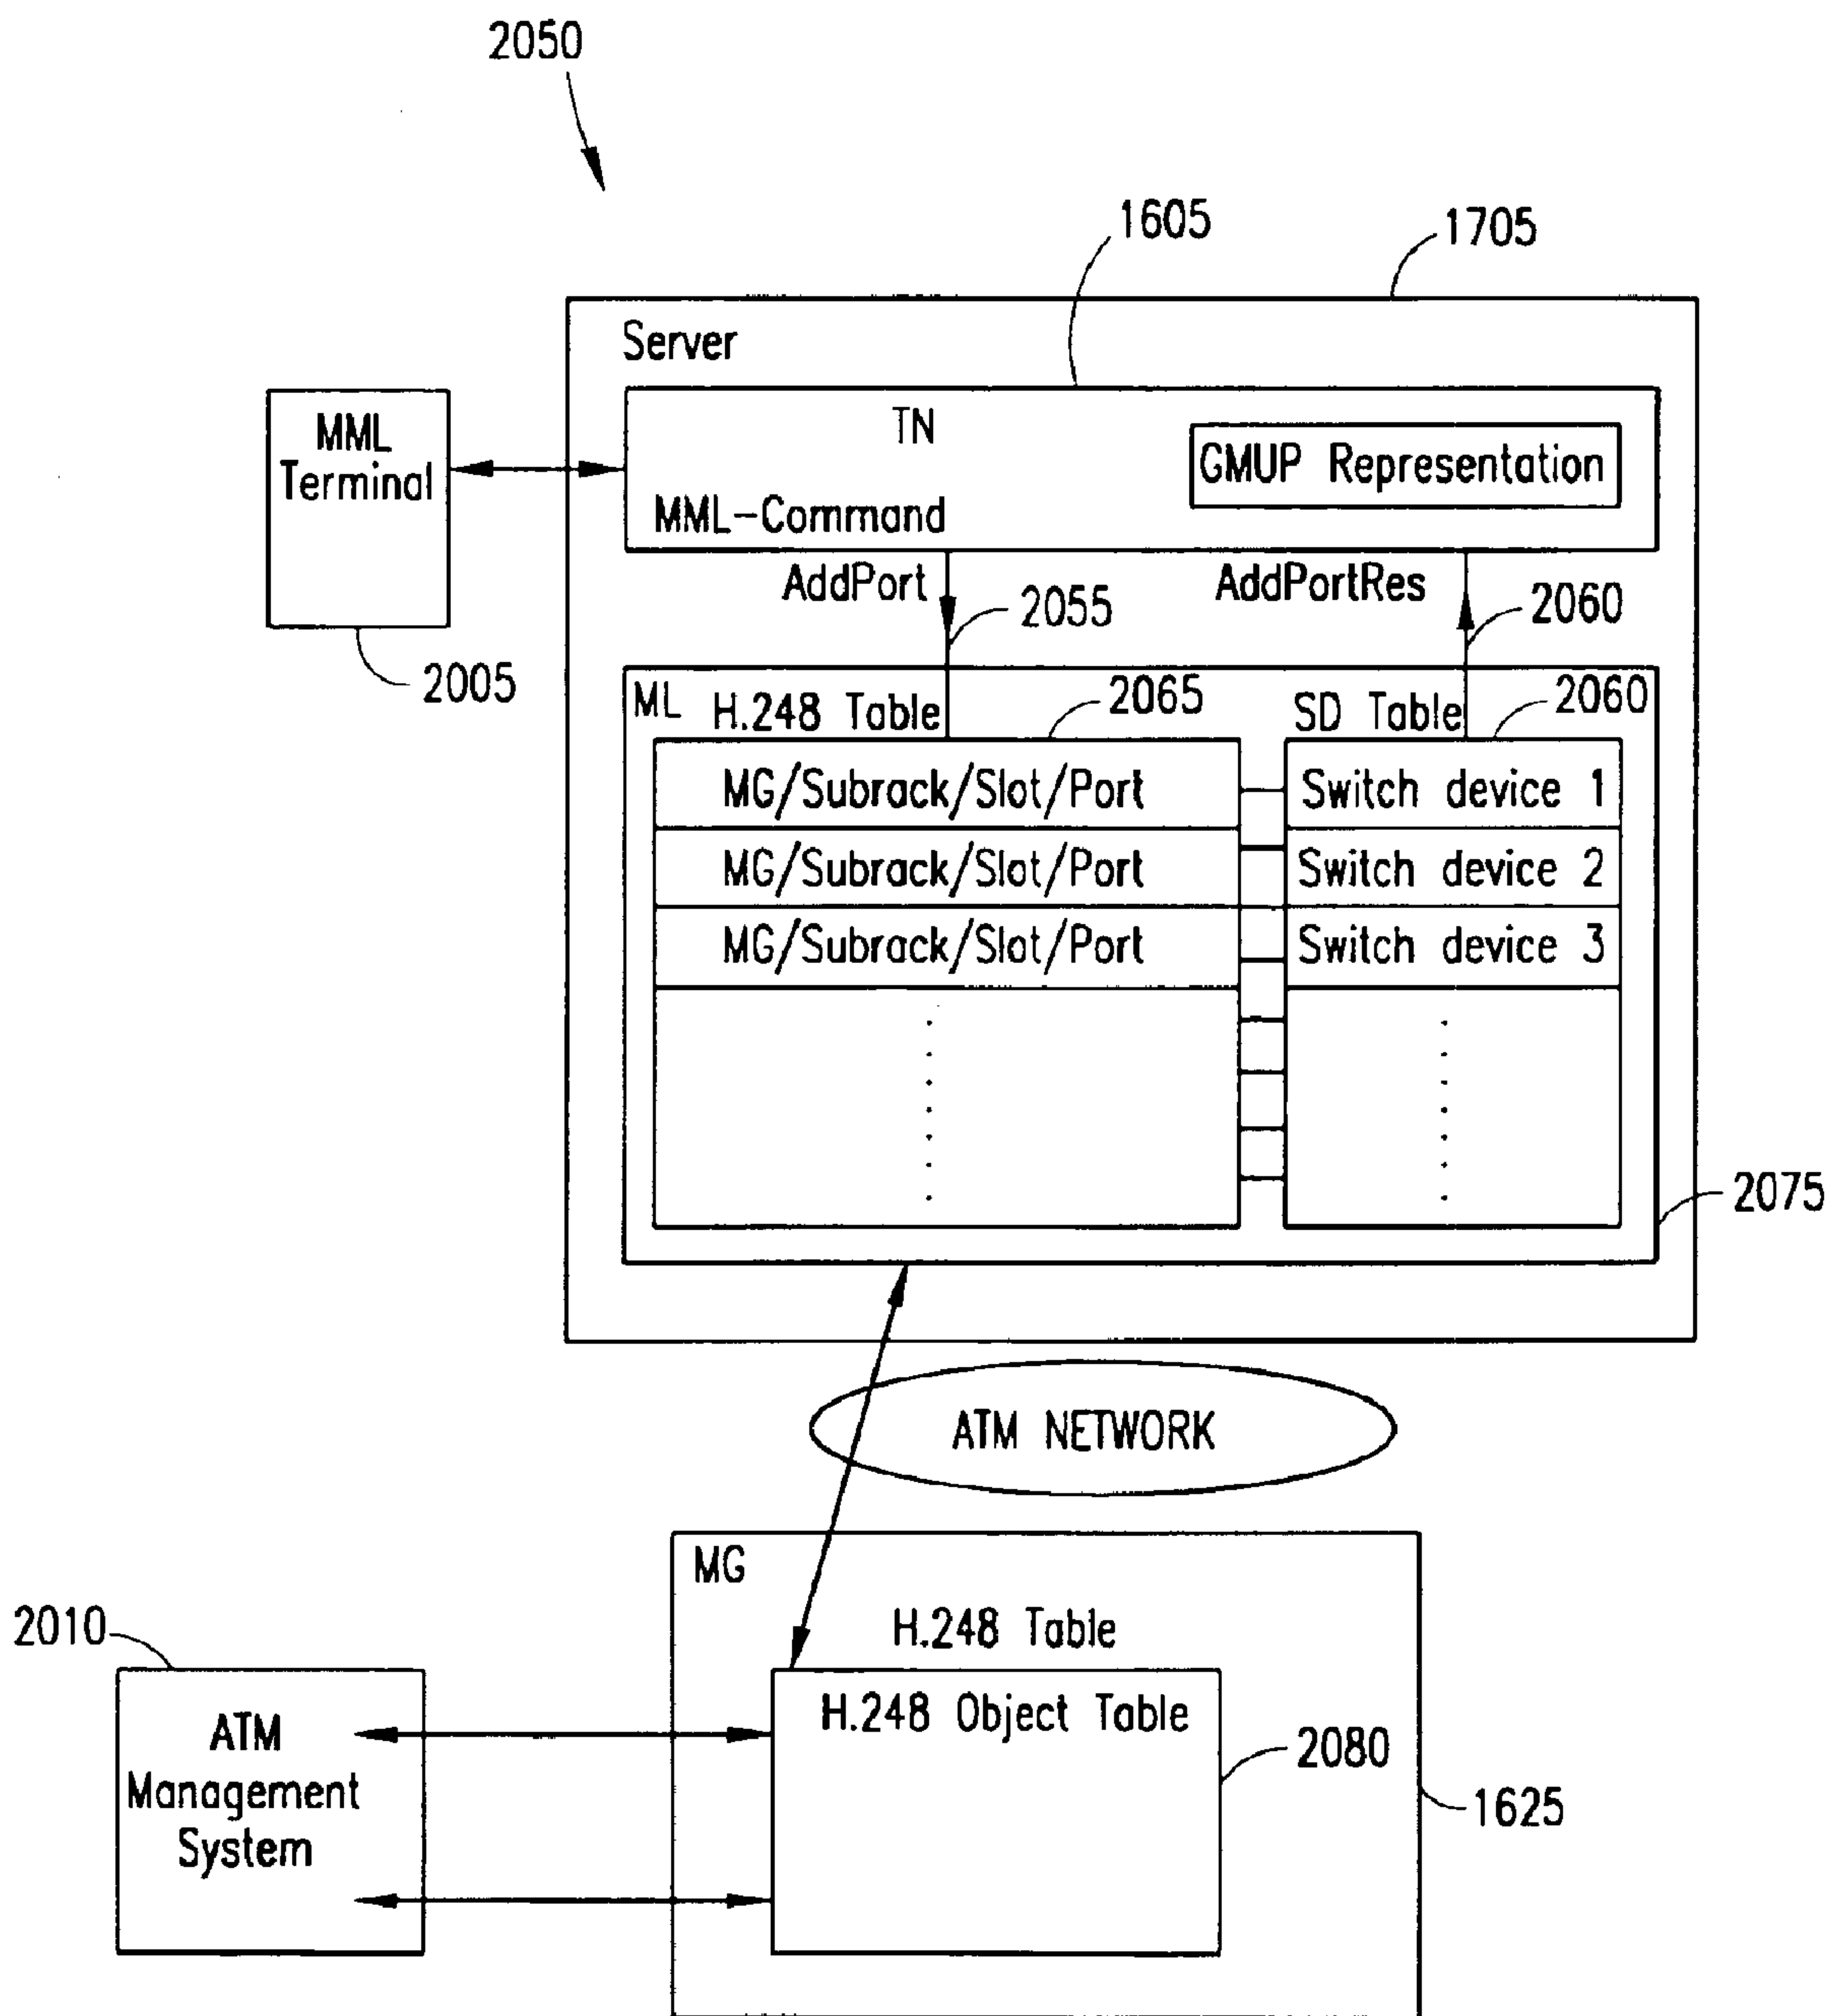 2050
1605
1705
Server
MML
Terminal
2005
TN
GMUP Representation
MML-Command
AddPort
AddPortRes
2055
2060
ML
H.248 Table
2065
SD Table
2060
MG/Subrack/Slot/Port
Switch device 1
MG/Subrack/Slot/Port
Switch device 2
MG/Subrack/Slot/Port
Switch device 3
2075
ATM NETWORK
MG
2010
H.248 Table
H.248 Object Table
ATM
Management
System
2080
1625